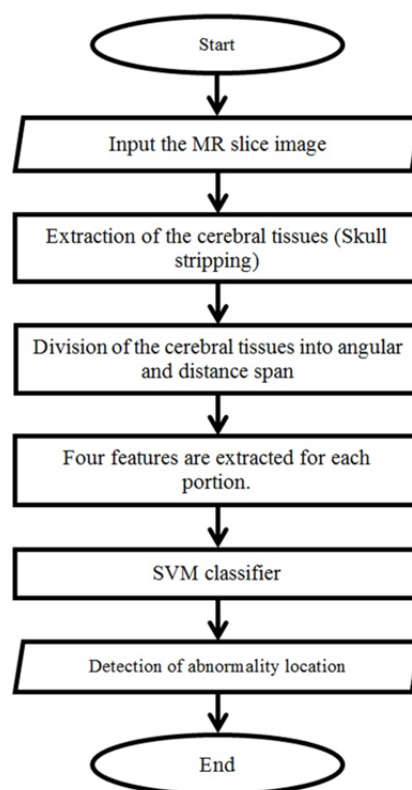 Start
Input the MR slice image
Extraction of the cerebral tissues (Skull
stripping)
Division of the cerebral tissues into angular
and distance span
Four features are extracted for each
portion.
SVM classifier
Detection of abnormality location
End